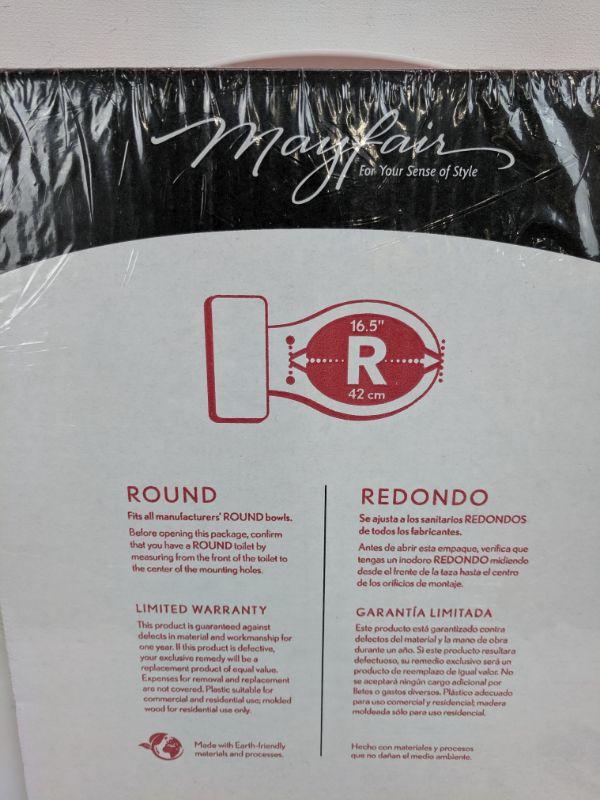 Mayfair
For Your Sense of Style
16.5"
R
42 cm
ROUND
Fits all manufacturers' ROUND bowls.
Before opening this package, confirm
that you have a ROUND toilet by
measuring from the front of the toilet to
the center of the mounting holes.
LIMITED WARRANTY
This product is guaranteed against
defects in material and workmanship for
one year. If this product is defective,
your exclusive remedy will be a
replacement product of equal value.
Expenses for removal and replacement
are not covered. Plastic suitable for
commercial and residential use; molded
wood for residential use only.
Made with Earth-friendly
materials and processes.
REDONDO
Se ajusta a los sanitarios REDONDOS
de todos los fabricantes.
Antes de abrir esta empaque, verifica que
tengas un inodoro REDONDO midiendo
desde el frente de la taza hasta el centro
de los orificios de montaje.
GARANTÍA LIMITADA
Este producto está garantizado contra
defectos del material y la mano de obra
durante un año. Si este producto resultara
defectuoso, su remedio exclusivo será un
producto de reemplazo de igual valor. No
se aceptará ningún cargo adicional por
fletes o gastos diversos. Plástico adecuado
para uso comercial y residencial; madera
moldeada sólo para uso residencial.
Hecho con materiales y procesos
que no dañan el medio ambiente.